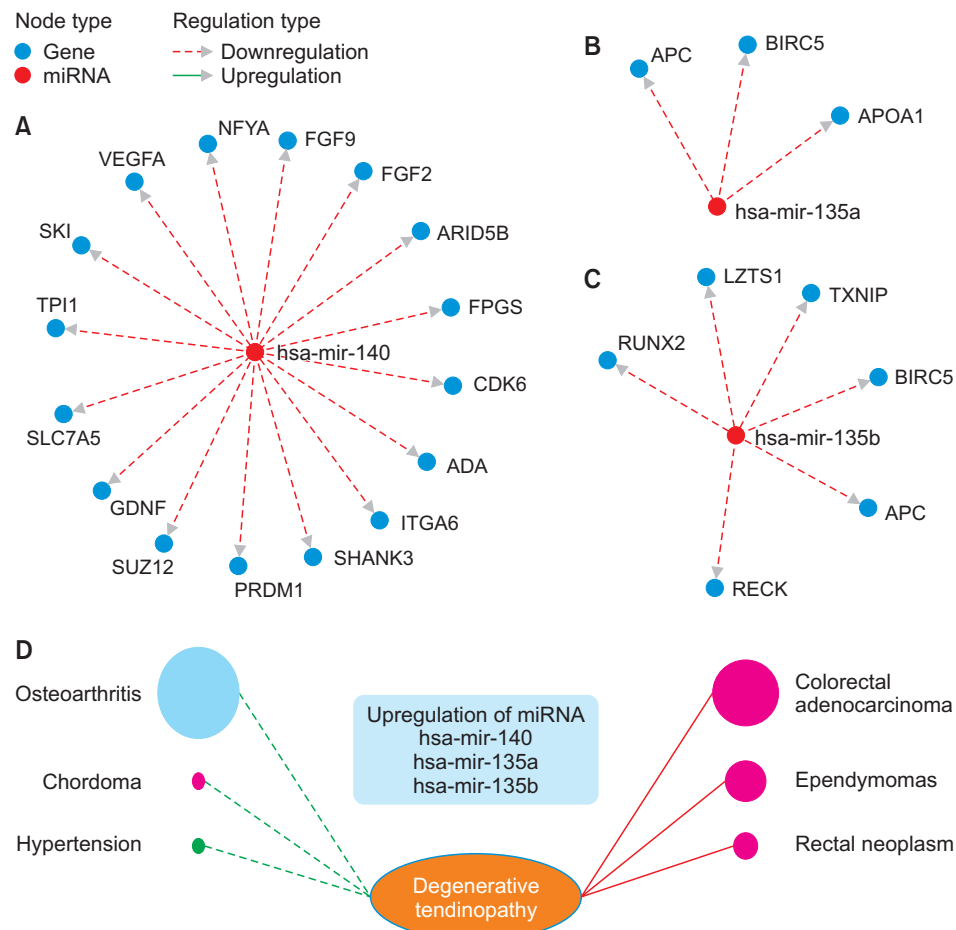 Node type
Gene
miRNA
Regulation type
Downregulation
Upregulation
A
NFYA
FGF9
VEGFA
FGF2
SKI
ARID5B
TPI1
FPGS
hsa-mir-140
CDK6
SLC7A5
ADA
GDNF
ITGA6
SUZ12
SHANK3
PRDM1
B
APC
BIRC5
APOA1
hsa-mir-135a
C
LZTS1
TXNIP
RUNX2
BIRC5
hsa-mir-135b
APC
RECK
D
Osteoarthritis
Chordoma
Hypertension
Upregulation of miRNA
hsa-mir-140
hsa-mir-135a
hsa-mir-135b
Colorectal
adenocarcinoma
Ependymomas
Rectal neoplasm
Degenerative
tendinopathy